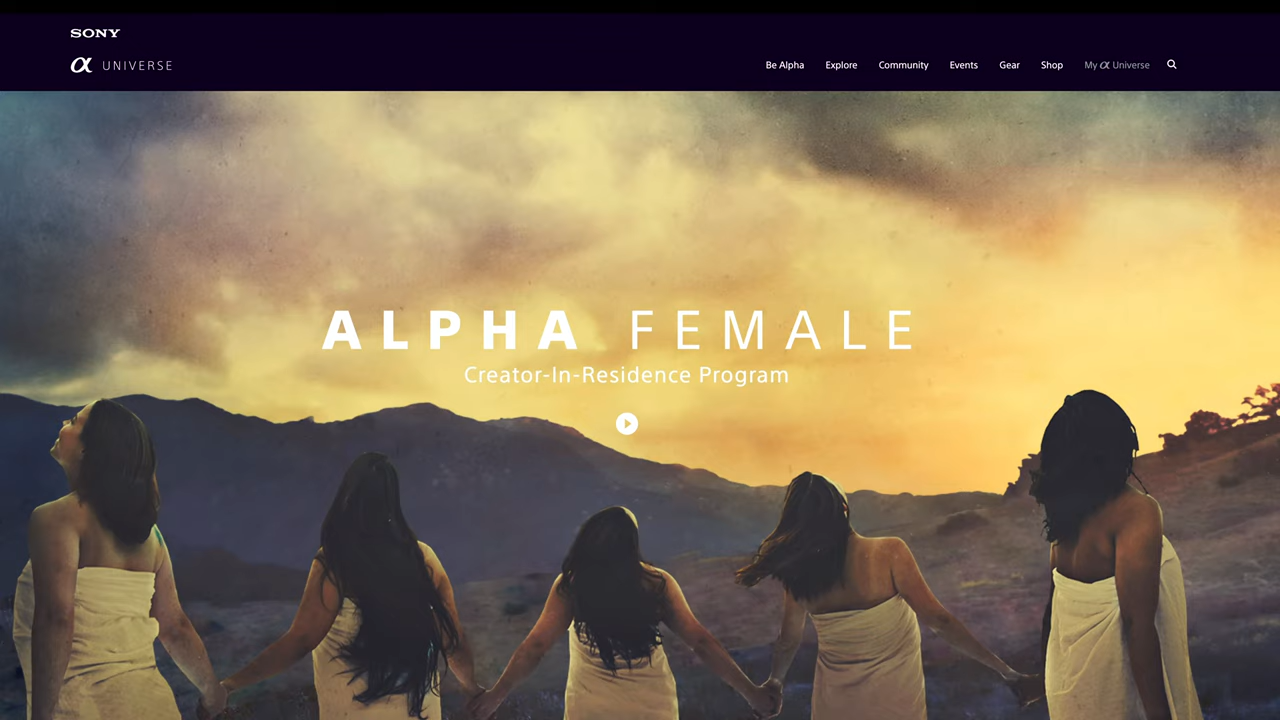 SONY
α UNIVERSE
Be Alpha Explore Community Events Gear Shop My α Universe
ALPHA FEMALE
Creator-In-Residence Program